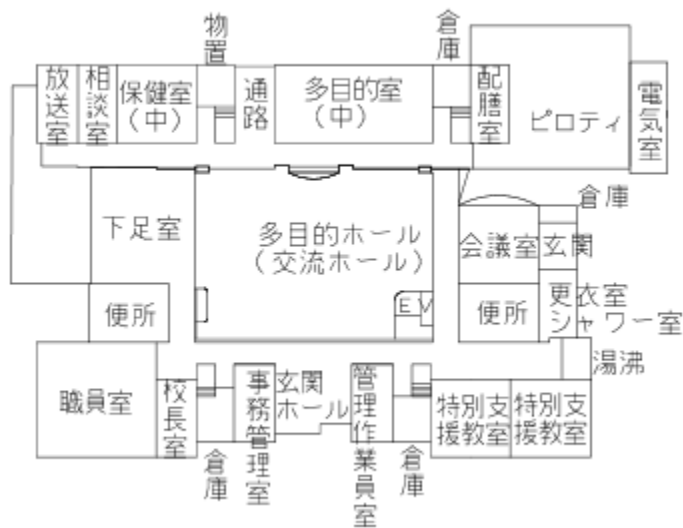 物置
倉庫
放送室
相談室
保健室
（中）
通路
多目的室
（中）
配膳室
ピロティ
電気室
下足室
多目的ホール
（交流ホール）
会議室
玄関
倉庫
便所
ＥＶ
便所
更衣室
シャワー室
湯沸
職員室
校長室
倉庫
事務管理室
玄関
ホール
管理作業員室
倉庫
特別支
援教室
特別支
援教室